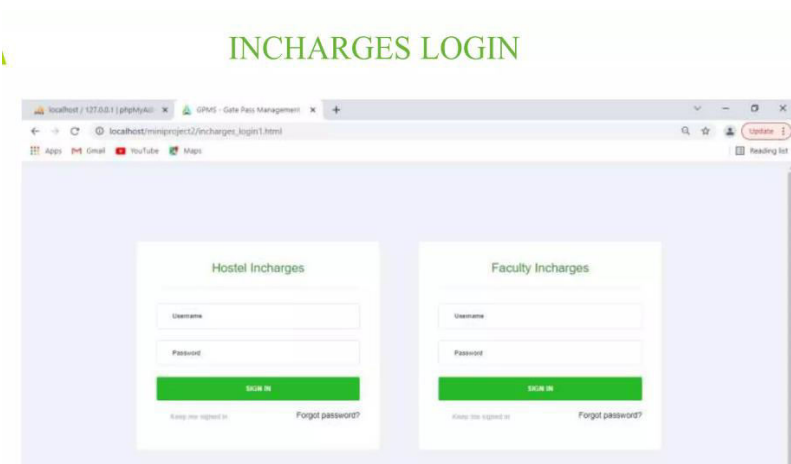 INCHARGES LOGIN
localhost / 127.0.0.1 | phpMyAd GPMS - Gate Pass Management
localhost/miniproject2/incharges_login1.html Update
Apps Gmail YouTube Maps Reading list
Hostel Incharges Faculty Incharges
Username Username
Password Password
SIGN IN SIGN IN
Keep me signed in Forgot password? Keep me signed in Forgot password?